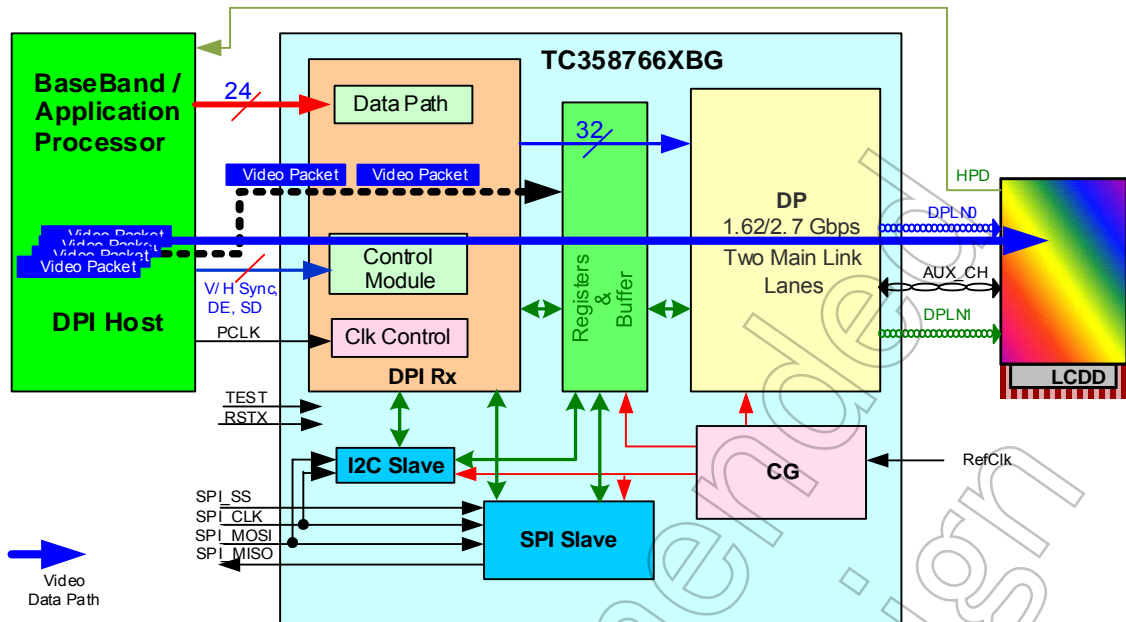 TC358766XBG
BaseBand /
Application
Processor
DPI Host
24
Data Path
32
Video Packet
Video Packet
Video Packet
Video Packet
Video Packet
Control
Module
V/ H Sync,
DE, SD
PCLK
Clk Control
DPI Rx
Registers
&
Buffer
DP
1.62/2.7 Gbps
Two Main Link
Lanes
HPD
DPLN0
AUX_CH
DPLN1
LCDD
TEST
RSTX
I2C Slave
CG
RefClk
SPI_SS
SPI_CLK
SPI_MOSI
SPI_MISO
SPI Slave
Video
Data Path
mended
sign